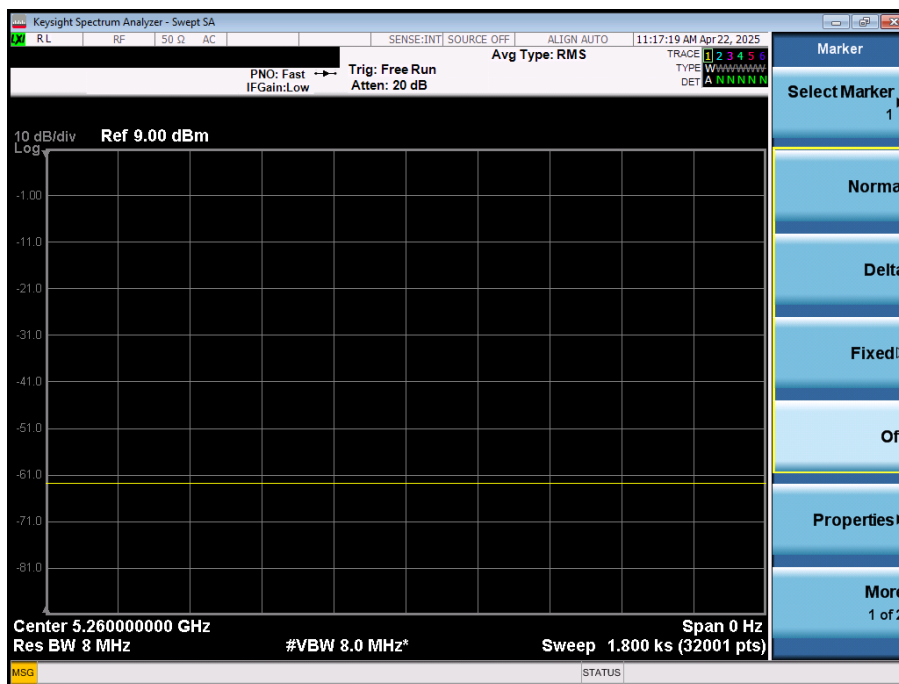 Keysight Spectrum Analyzer - Swept SA
LXI RL RF 50 Ω AC SENSE:INT SOURCE OFF ALIGN AUTO 11:17:19 AM Apr 22, 2025
Marker
Avg Type: RMS TRACE 1 2 3 4 5 6
PNO: Fast Trig: Free Run TYPE WWWWWW
IFGain:Low Atten: 20 dB DET A N N N N N
Select Marker
1
10 dB/div Ref 9.00 dBm
Log
-1.00
Norma
-11.0
Delta
-21.0
-31.0
Fixed
-41.0
-51.0
Of
-61.0
-71.0
Properties
-81.0
More
1 of 2
Center 5.260000000 GHz Span 0 Hz
Res BW 8 MHz #VBW 8.0 MHz* Sweep 1.800 ks (32001 pts)
MSG STATUS